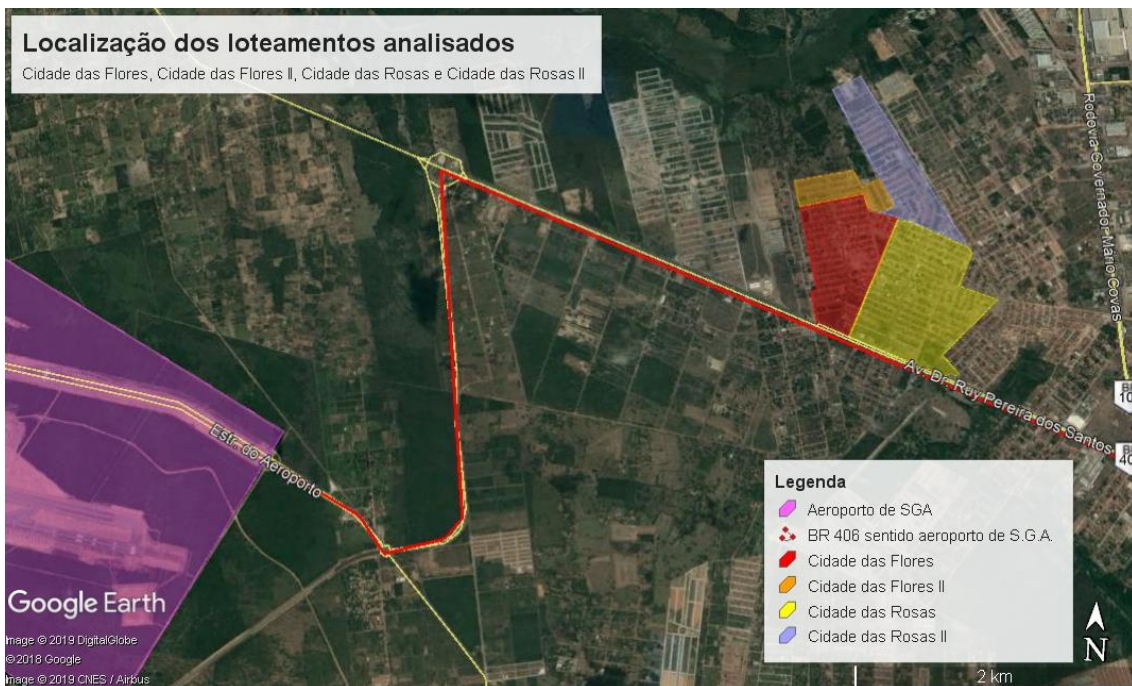 Localização dos loteamentos analisados
Cidade das Flores, Cidade das Flores II, Cidade das Rosas e Cidade das Rosas II
Rodovia Governador Mario Covas
Av. Dr. Ruy Pereira dos Santos
Estr. do Aeroporto
Legenda
Aeroporto de SGA
BR 406 sentido aeroporto de S.G.A.
Cidade das Flores
Cidade das Flores II
Cidade das Rosas
Cidade das Rosas II
Google Earth
Image © 2019 DigitalGlobe
© 2018 Google
Image © 2019 CNES / Airbus
N
2 km